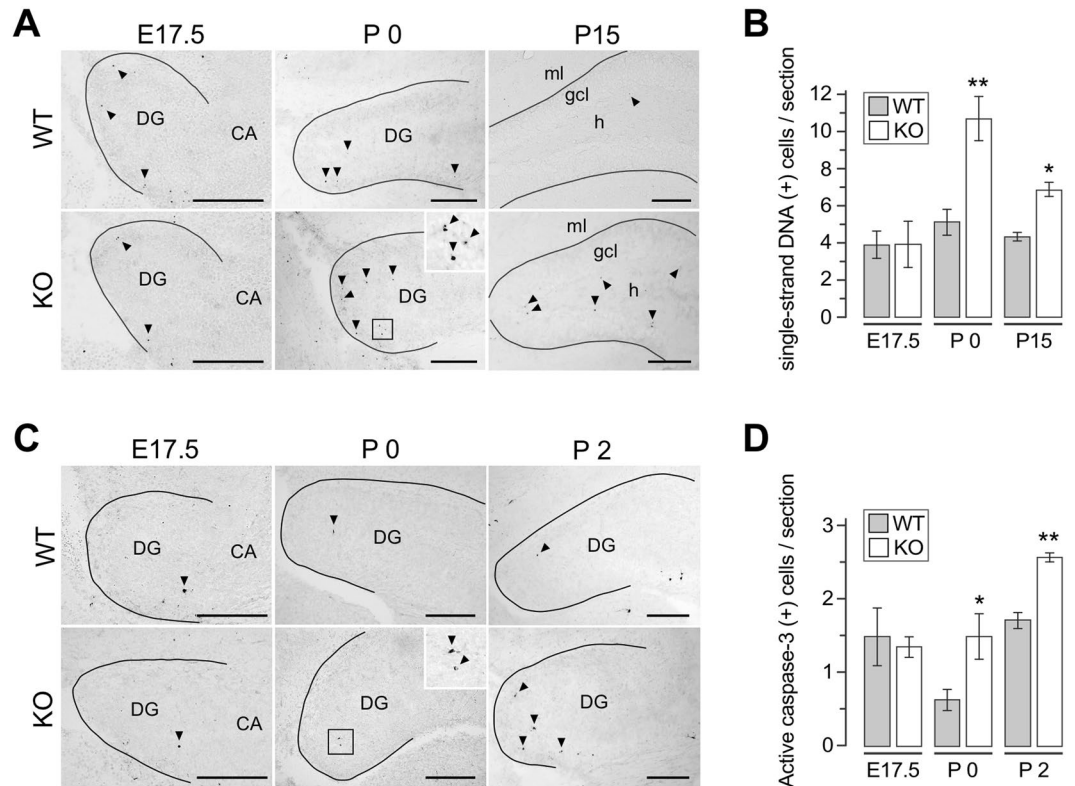 A
E17.5
P 0
P15
WT
DG
CA
DG
ml
gcl
h
KO
DG
CA
DG
ml
gcl
h
B
single-strand DNA (+) cells / section
12
10
8
6
4
2
0
WT
KO
**
*
E17.5
P 0
P15
C
E17.5
P 0
P 2
WT
DG
CA
DG
DG
KO
DG
CA
DG
DG
D
Active caspase-3 (+) cells / section
3
2
1
0
WT
KO
*
**
E17.5
P 0
P 2